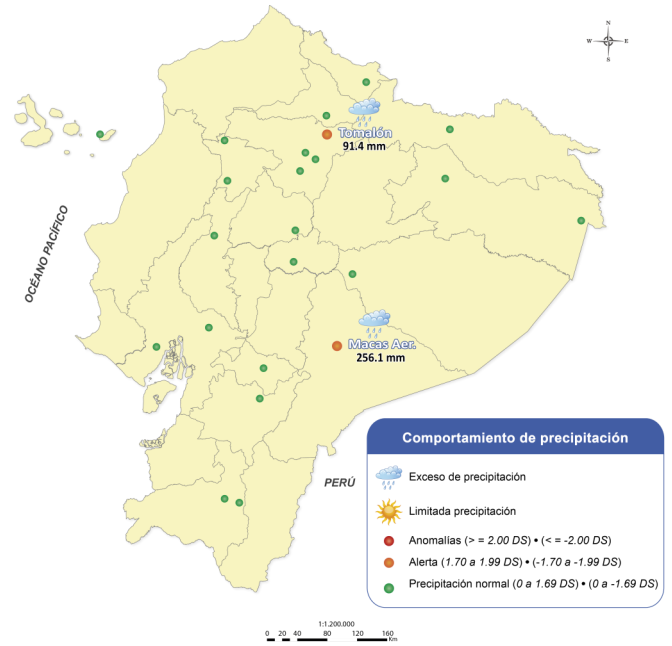 N
W E
S
Tomalón
91.4 mm
OCÉANO PACÍFICO
Macas Aer.
256.1 mm
PERÚ
Comportamiento de precipitación
Exceso de precipitación
Limitada precipitación
Anomalías (> = 2.00 DS) • (< = -2.00 DS)
Alerta (1.70 a 1.99 DS) • (-1.70 a -1.99 DS)
Precipitación normal (0 a 1.69 DS) • (0 a -1.69 DS)
1:1.200.000
0 20 40 80 120 160
Km